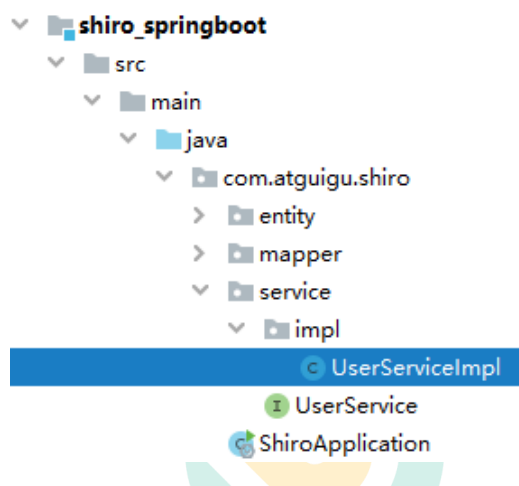 shiro_springboot
src
main
java
com.atguigu.shiro
entity
mapper
service
impl
C UserServiceImpl
I UserService
C ShiroApplication